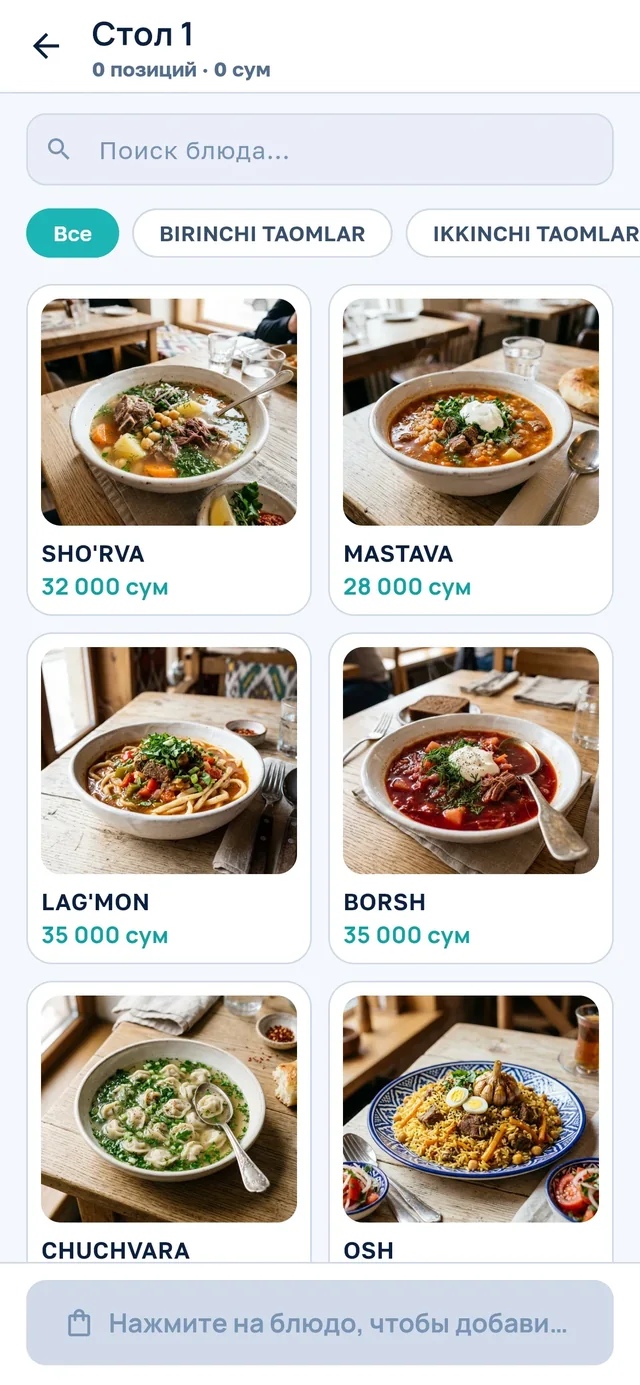 Стол 1
0 позиций · 0 сум
Поиск блюда...
Все
BIRINCHI TAOMLAR
IKKINCHI TAOMLAR
SHO'RVA
MASTAVA
32 000 сум
28 000 сум
LAG'MON
BORSH
35 000 сум
35 000 сум
CHUCHVARA
OSH
Нажмите на блюдо, чтобы добави...